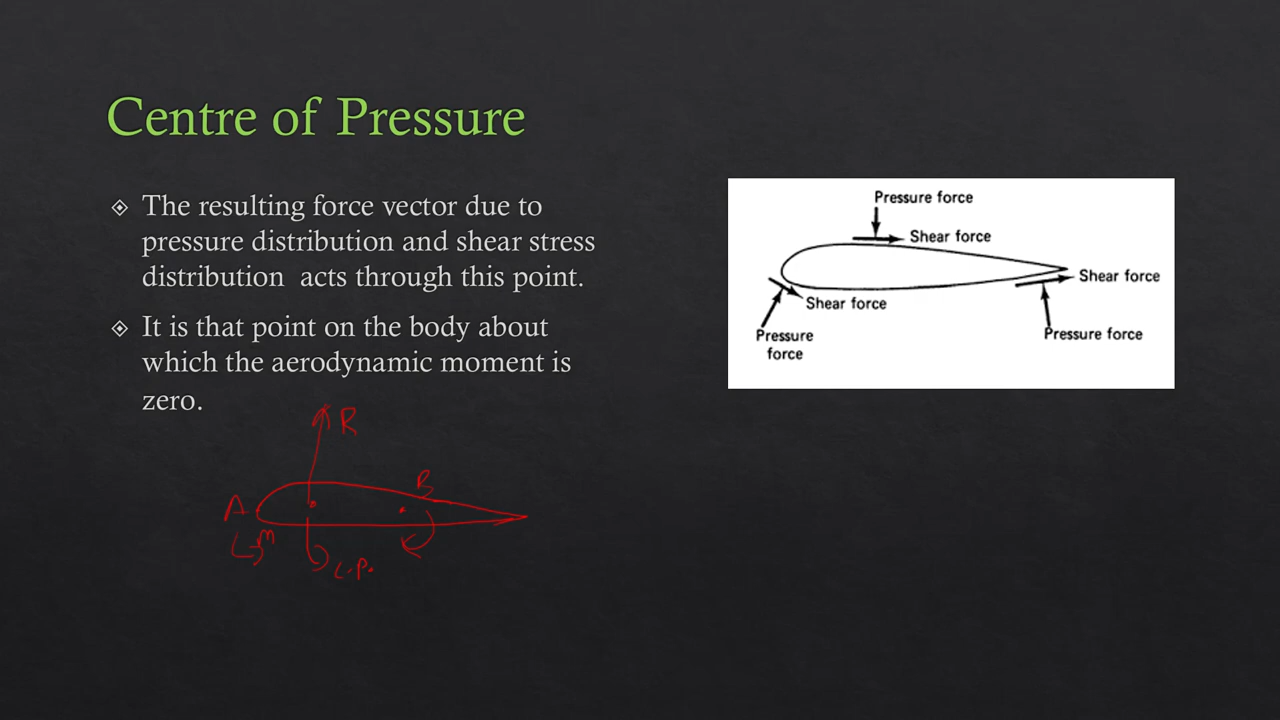 Centre of Pressure
The resulting force vector due to
pressure distribution and shear stress
distribution acts through this point.
It is that point on the body about
which the aerodynamic moment is
zero.
Pressure force
Shear force
Shear force
Shear force
Pressure
force
Pressure force
R
B
A
m
C.P.